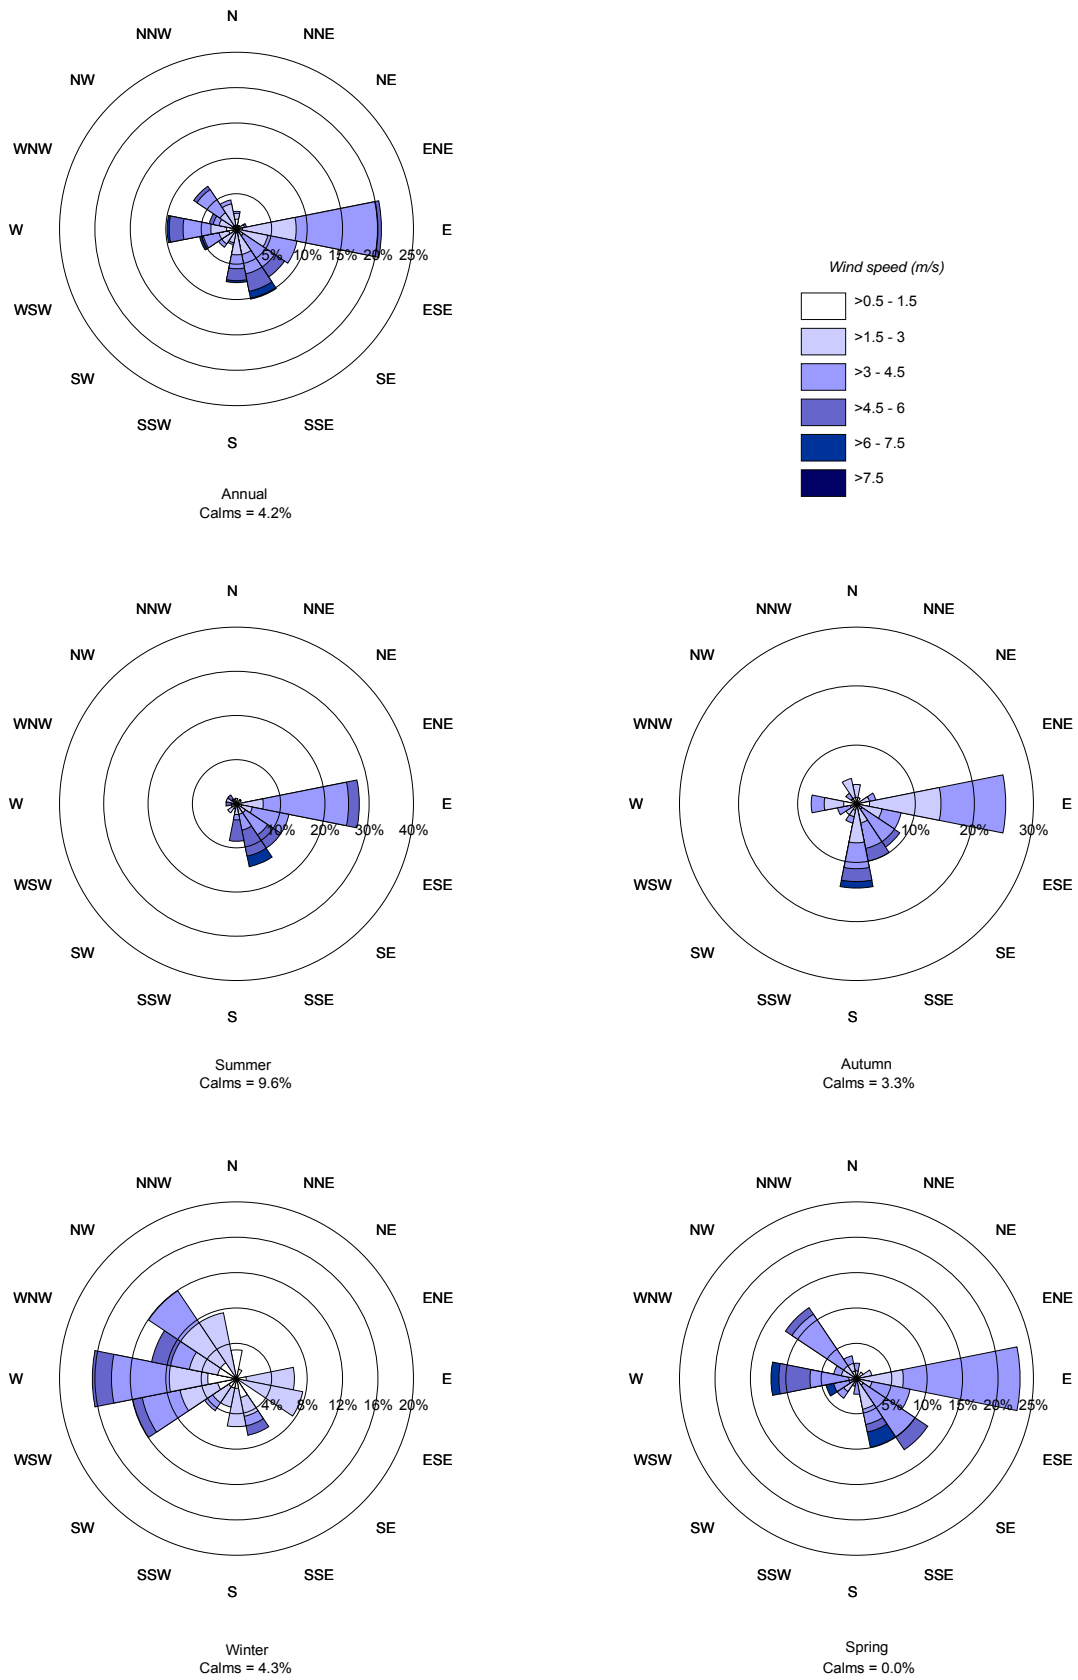 N
NNW NNE
NW NE
WNW ENE
W E
5% 10% 15% 20% 25%
WSW ESE
SW SE
SSW SSE
S
Annual
Calms = 4.2%
Wind speed (m/s)
>0.5 - 1.5
>1.5 - 3
>3 - 4.5
>4.5 - 6
>6 - 7.5
>7.5
N
NNW NNE
NW NE
WNW ENE
W E
10% 20% 30% 40%
WSW ESE
SW SE
SSW SSE
S
Summer
Calms = 9.6%
N
NNW NNE
NW NE
WNW ENE
W E
10% 20% 30%
WSW ESE
SW SE
SSW SSE
S
Autumn
Calms = 3.3%
N
NNW NNE
NW NE
WNW ENE
W E
4% 8% 12% 16% 20%
WSW ESE
SW SE
SSW SSE
S
Winter
Calms = 4.3%
N
NNW NNE
NW NE
WNW ENE
W E
5% 10% 15% 20% 25%
WSW ESE
SW SE
SSW SSE
S
Spring
Calms = 0.0%